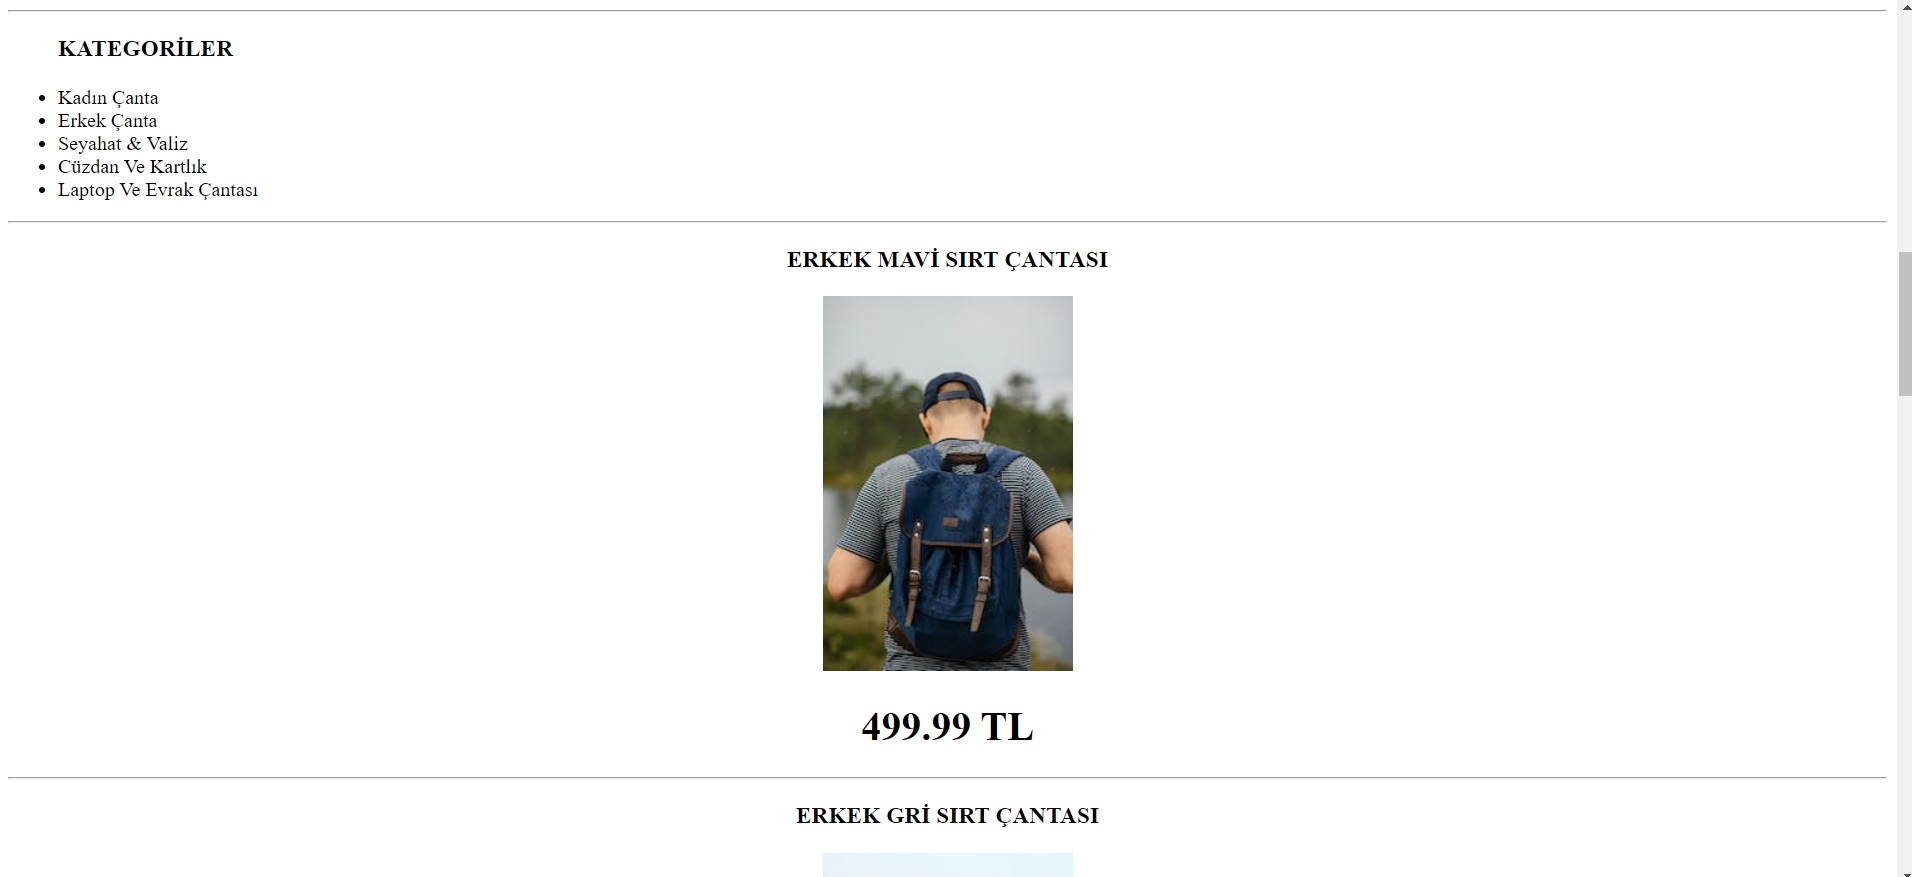 KATEGORİLER
Kadın Çanta
Erkek Çanta
Seyahat & Valiz
Cüzdan Ve Kartlık
Laptop Ve Evrak Çantası
ERKEK MAVİ SIRT ÇANTASI
499.99 TL
ERKEK GRİ SIRT ÇANTASI